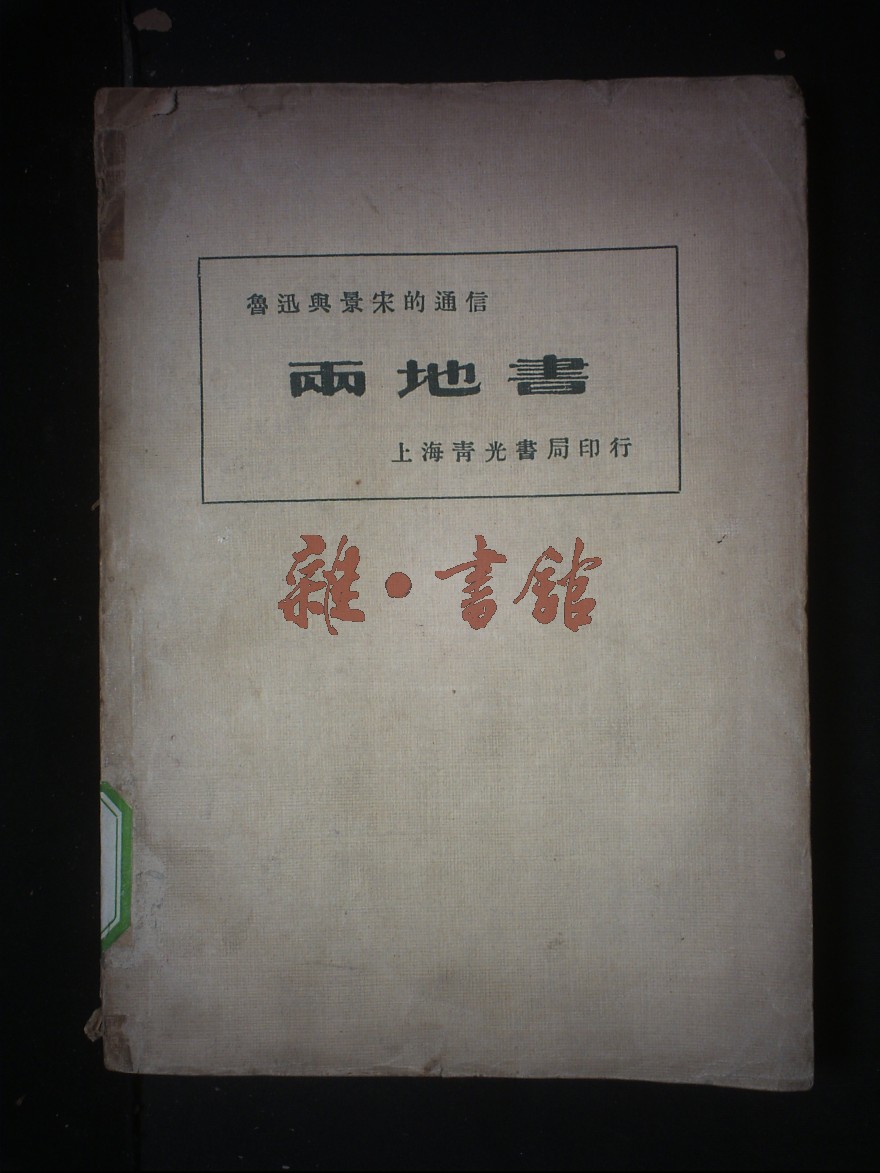 魯迅與景宋的通信
兩地書
上海青光書局印行
雜·書館